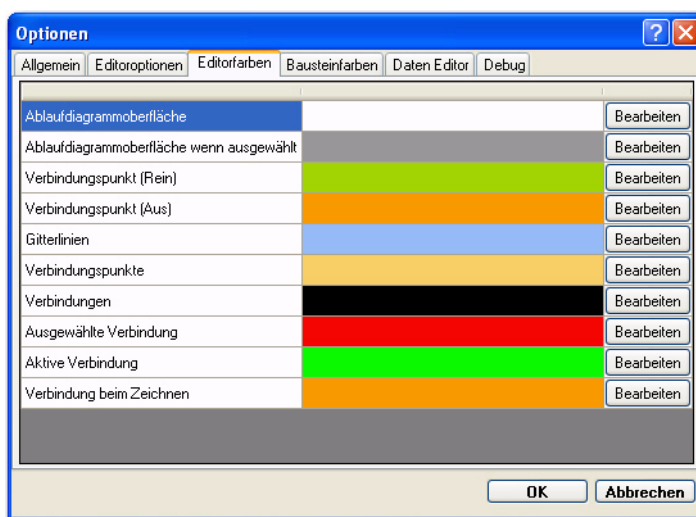 Optionen
Allgemein Editoroptionen Editorfarben Bausteinfarben Daten Editor Debug
Ablaufdiagrammoberfläche Bearbeiten
Ablaufdiagrammoberfläche wenn ausgewählt Bearbeiten
Verbindungspunkt (Rein) Bearbeiten
Verbindungspunkt (Aus) Bearbeiten
Gitterlinien Bearbeiten
Verbindungspunkte Bearbeiten
Verbindungen Bearbeiten
Ausgewählte Verbindung Bearbeiten
Aktive Verbindung Bearbeiten
Verbindung beim Zeichnen Bearbeiten
OK Abbrechen